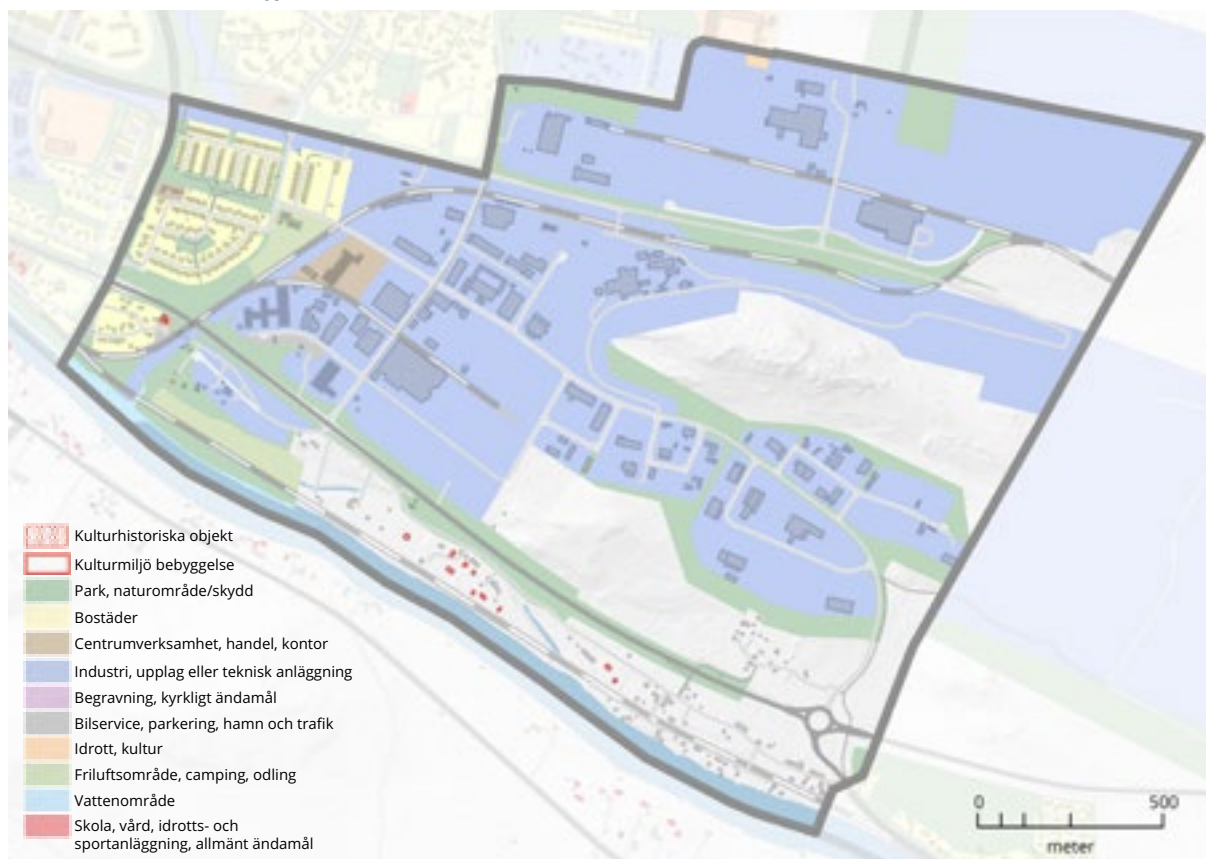 Kulturhistoriska objekt
Kulturmiljö bebyggelse
Park, naturområde/skydd
Bostäder
Centrumverksamhet, handel, kontor
Industri, upplag eller teknisk anläggning
Begravning, kyrkligt ändamål
Bilservice, parkering, hamn och trafik
Idrott, kultur
Friluftsområde, camping, odling
Vattenområde
Skola, vård, idrotts- och
sportanläggning, allmänt ändamål
0 500
meter